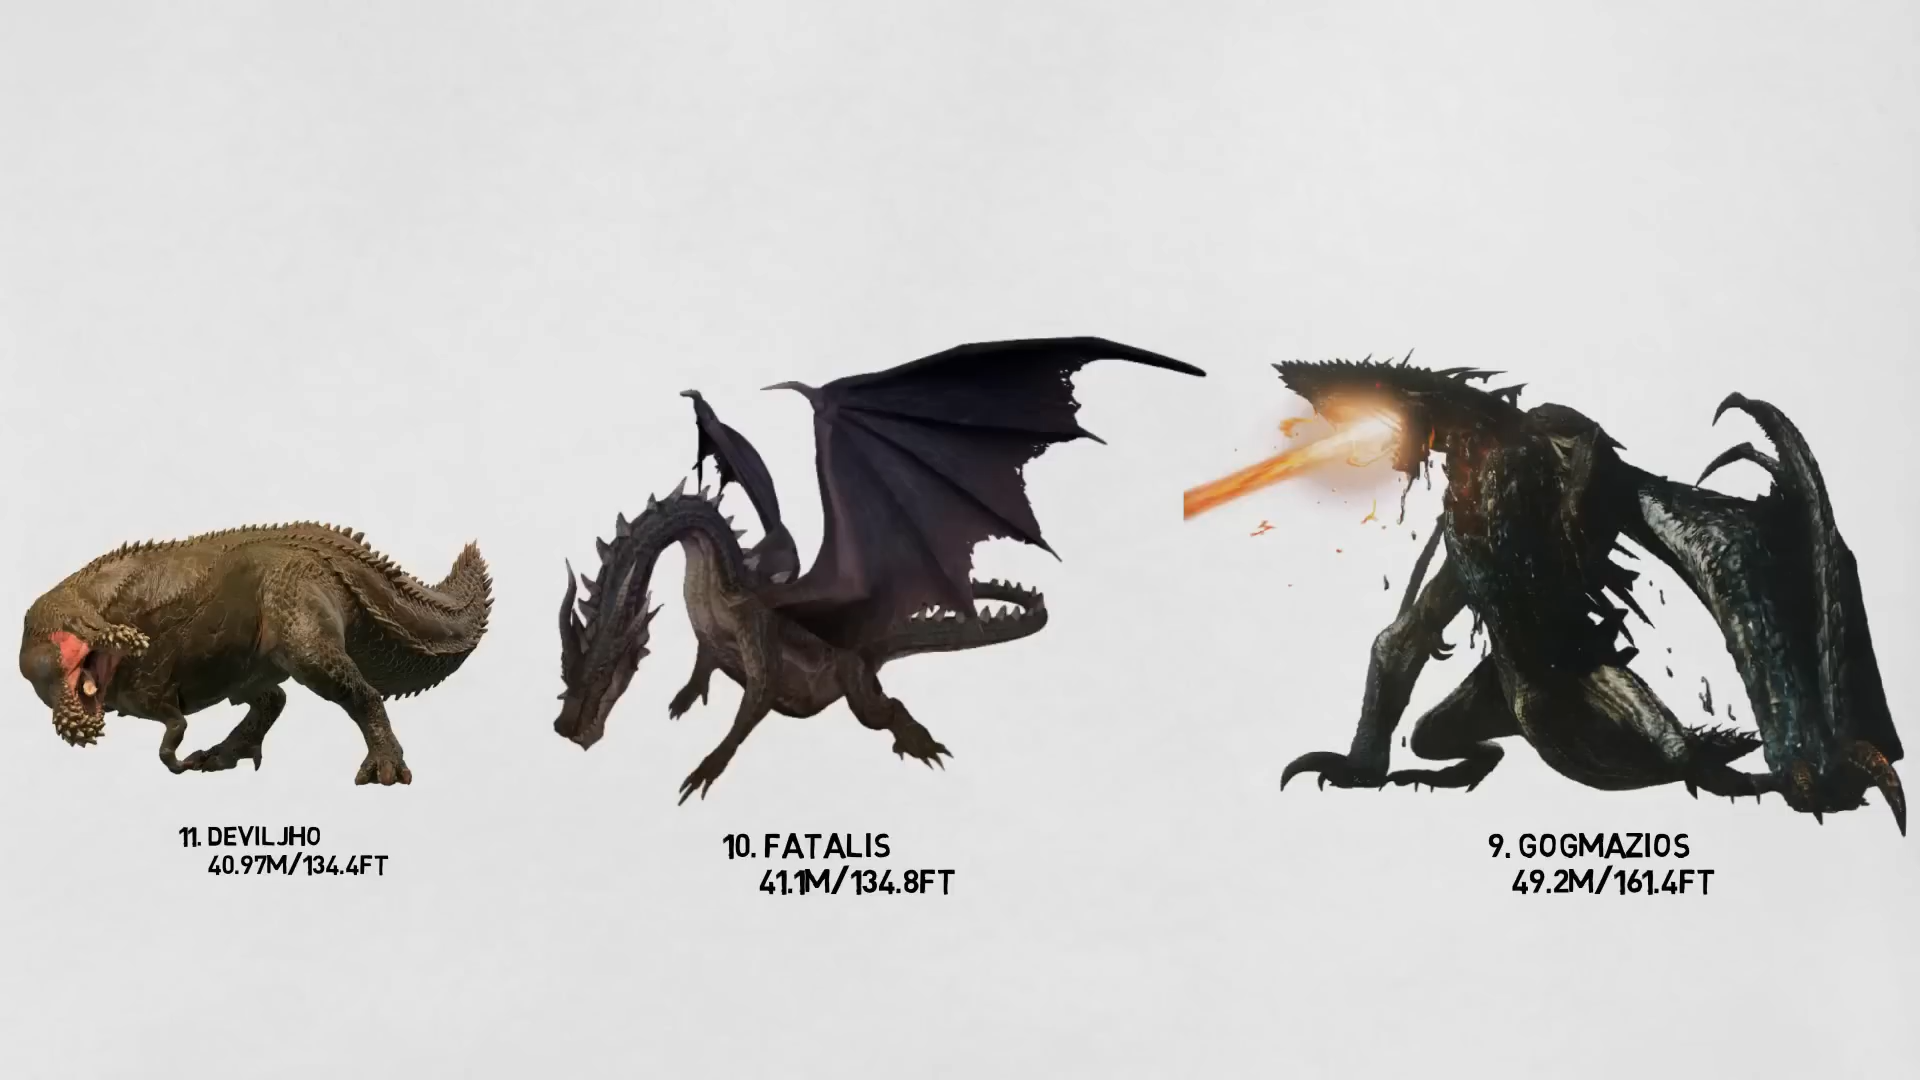 11. DEVILJHO
40.97M/134.4FT
10. FATALIS
41.1M/134.8FT
9. GOGMAZIOS
49.2M/161.4FT